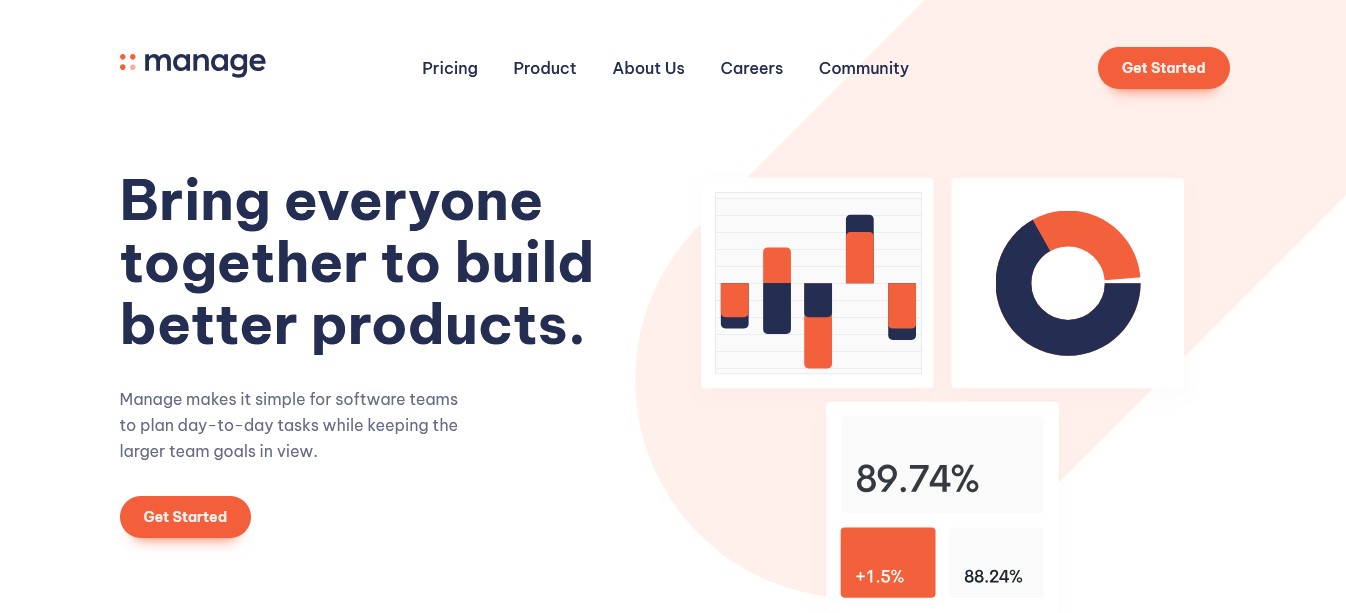 manage
Pricing
Product
About Us
Careers
Community
Get Started
Bring everyone
together to build
better products.
Manage makes it simple for software teams
to plan day-to-day tasks while keeping the
larger team goals in view.
Get Started
89.74%
+1.5%
88.24%